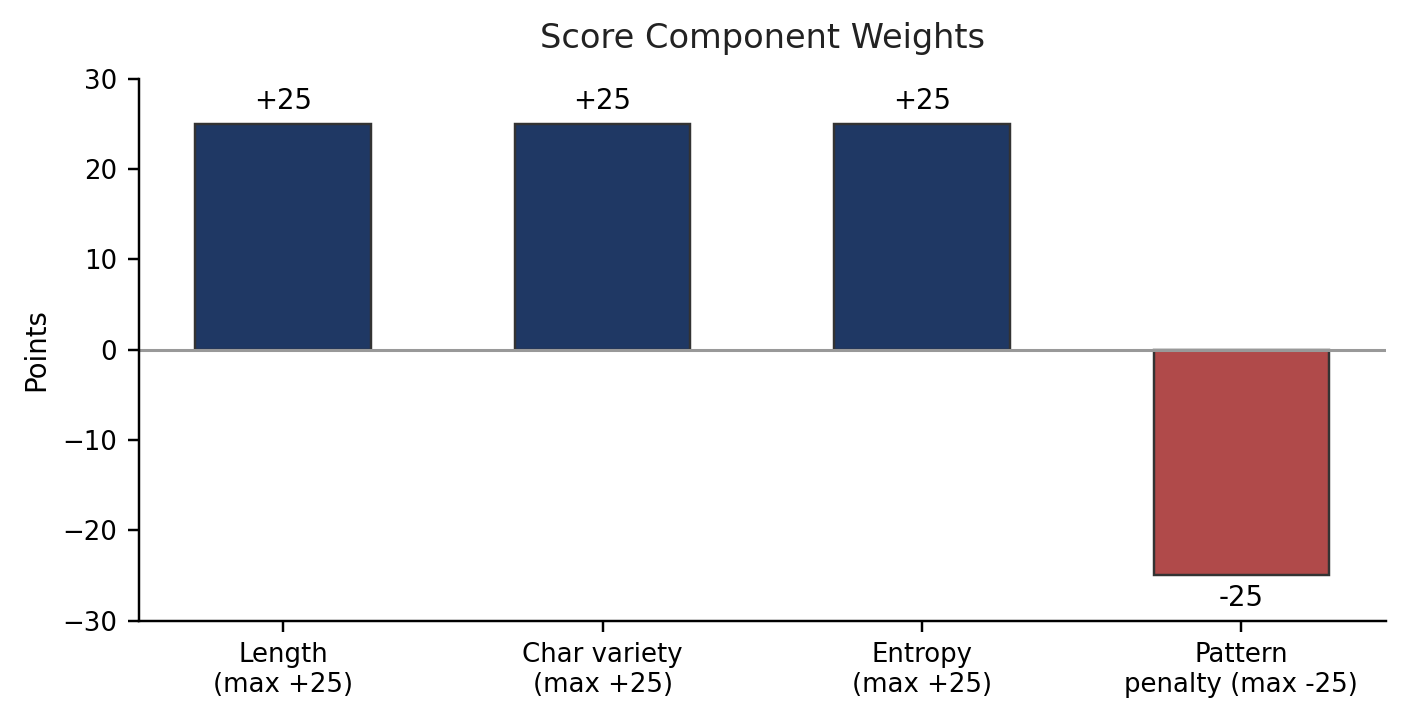 Score Component Weights
30
20
10
0
−10
−20
−30
Points
+25
+25
+25
-25
Length
(max +25)
Char variety
(max +25)
Entropy
(max +25)
Pattern
penalty (max -25)